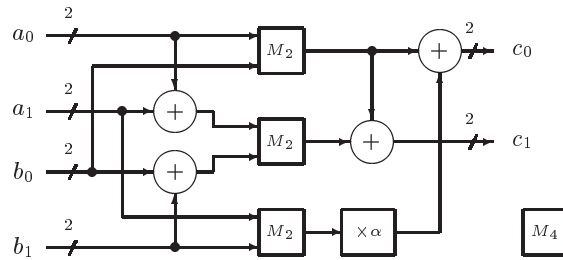 a₀ 2 M₂ + 2 c₀
a₁ 2 + M₂ + 2 c₁
b₀ 2 +
b₁ 2 M₂ ×α M₄